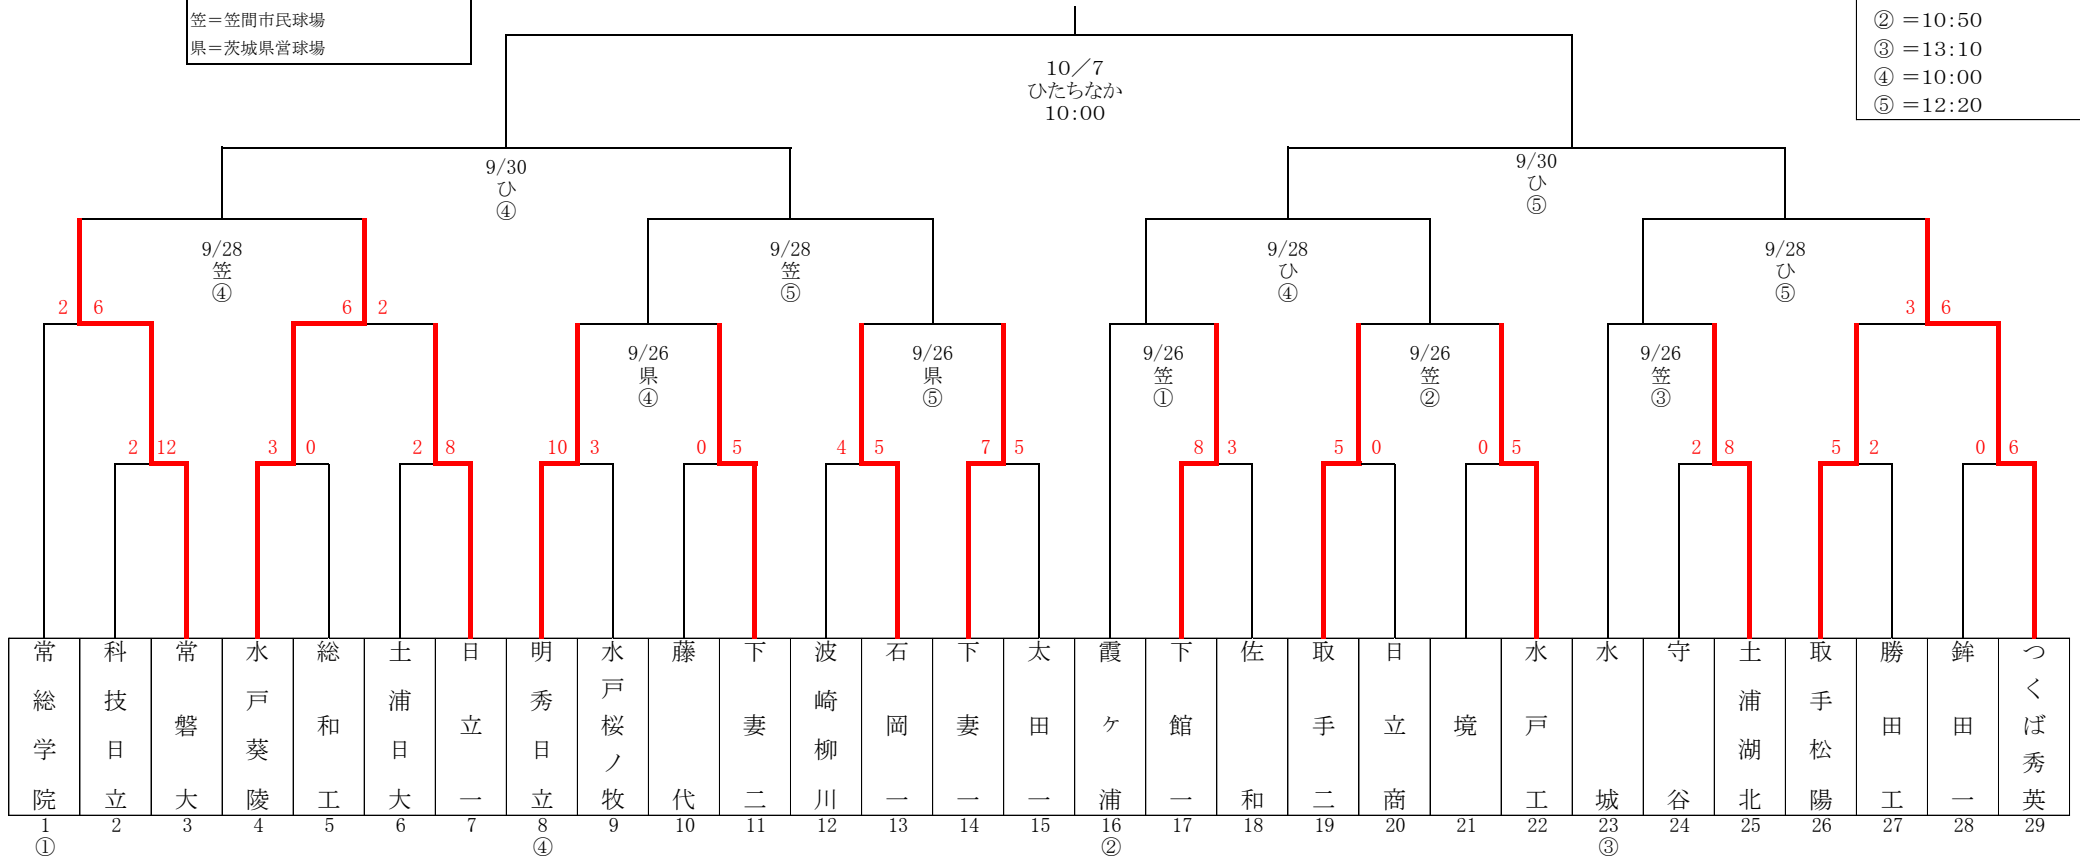 笠＝笠間市民球場
県＝茨城県営球場
② ＝10:50
③ ＝13:10
④ ＝10:00
⑤ ＝12:20
10／7
ひたちなか
10:00
9/30
ひ
④
9/30
ひ
⑤
9/28
笠
④
9/28
笠
⑤
9/28
ひ
④
9/28
ひ
⑤
2 6
6 2
3 6
9/26
県
④
9/26
県
⑤
9/26
笠
①
9/26
笠
②
9/26
笠
③
2 12
3 0
2 8
10 3
0 5
4 5
7 5
8 3
5 0
0 5
2 8
5 2
0 6
常総学院
科技日立
常磐大
水戸葵陵
総和工
土浦日大
日立一
明秀日立
水戸桜ノ牧
藤代
下妻二
波崎柳川
石岡一
下妻一
太田一
霞ヶ浦
下館一
佐和
取手二
日立商
境
水戸工
水城
守谷
土浦湖北
取手松陽
勝田工
鉾田一
つくば秀英
1 2 3 4 5 6 7 8 9 10 11 12 13 14 15 16 17 18 19 20 21 22 23 24 25 26 27 28 29
① ④ ② ③